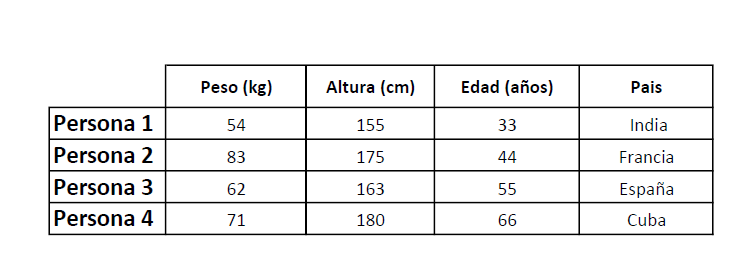 Peso (kg) Altura (cm) Edad (años) Pais
Persona 1 54 155 33 India
Persona 2 83 175 44 Francia
Persona 3 62 163 55 España
Persona 4 71 180 66 Cuba